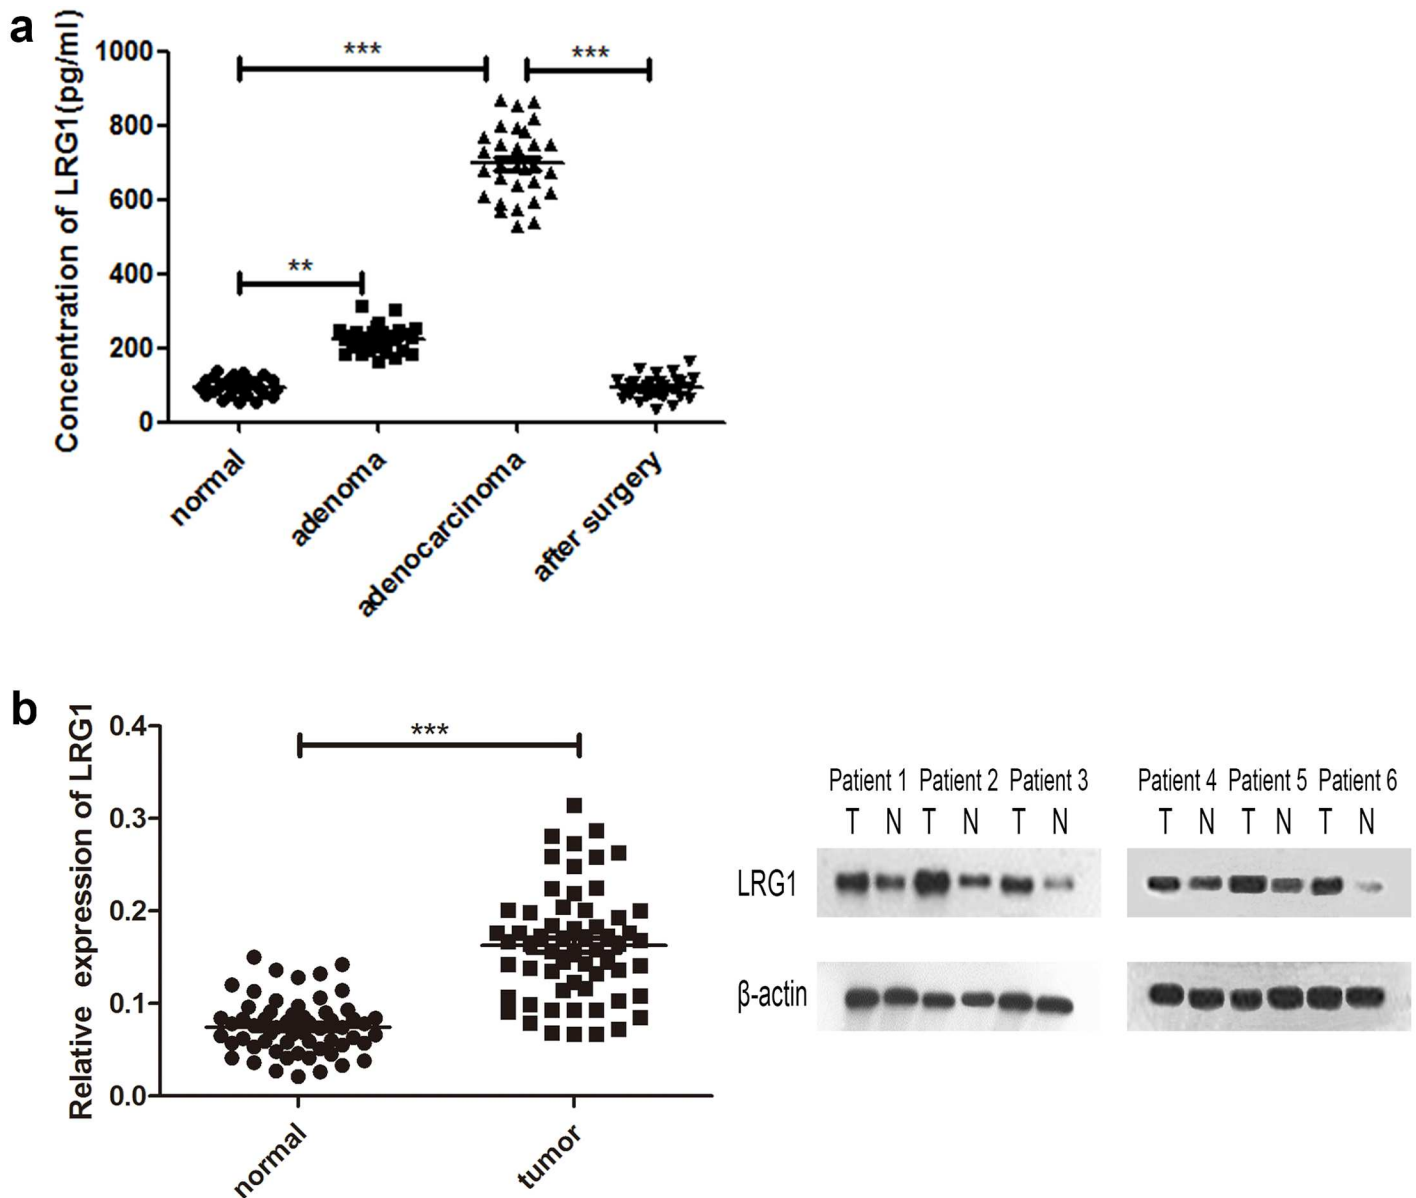 a
Concentration of LRG1(pg/ml)
1000
800
600
400
200
0
***
***
**
normal
adenoma
adenocarcinoma
after surgery
b
Relative expression of LRG1
0.4
0.3
0.2
0.1
0.0
***
normal
tumor
Patient 1 Patient 2 Patient 3
T N T N T N
Patient 4 Patient 5 Patient 6
T N T N T N
LRG1
β-actin